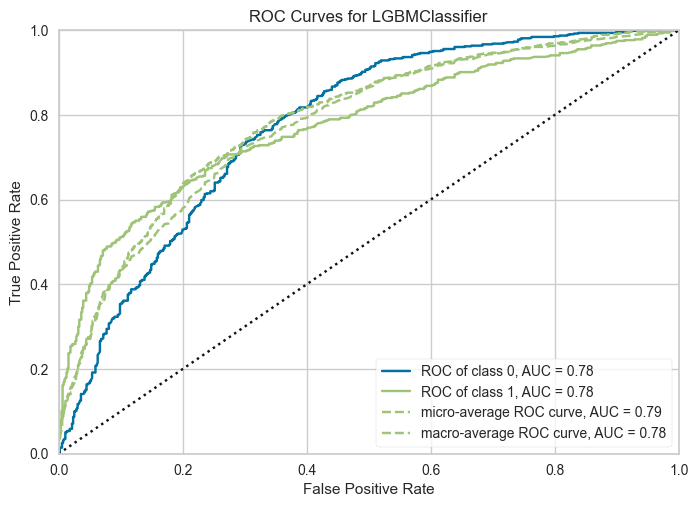 ROC Curves for LGBMClassifier
True Positive Rate
1.0
0.8
0.6
0.4
0.2
0.0
ROC of class 0, AUC = 0.78
ROC of class 1, AUC = 0.78
micro-average ROC curve, AUC = 0.79
macro-average ROC curve, AUC = 0.78
0.0 0.2 0.4 0.6 0.8 1.0
False Positive Rate